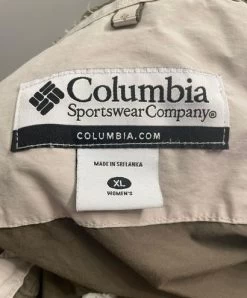 Columbia
Sportswear Company®
COLUMBIA.COM
MADE IN SRI LANKA
XL
WOMEN'S